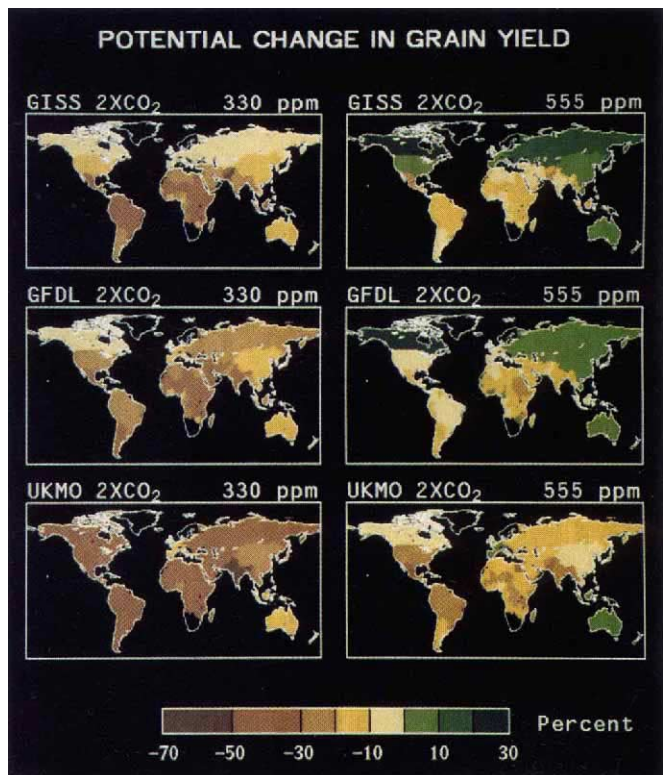 POTENTIAL CHANGE IN GRAIN YIELD
GISS 2XCO₂ 330 ppm
GISS 2XCO₂ 555 ppm
GFDL 2XCO₂ 330 ppm
GFDL 2XCO₂ 555 ppm
UKMO 2XCO₂ 330 ppm
UKMO 2XCO₂ 555 ppm
Percent
-70 -50 -30 -10 10 30